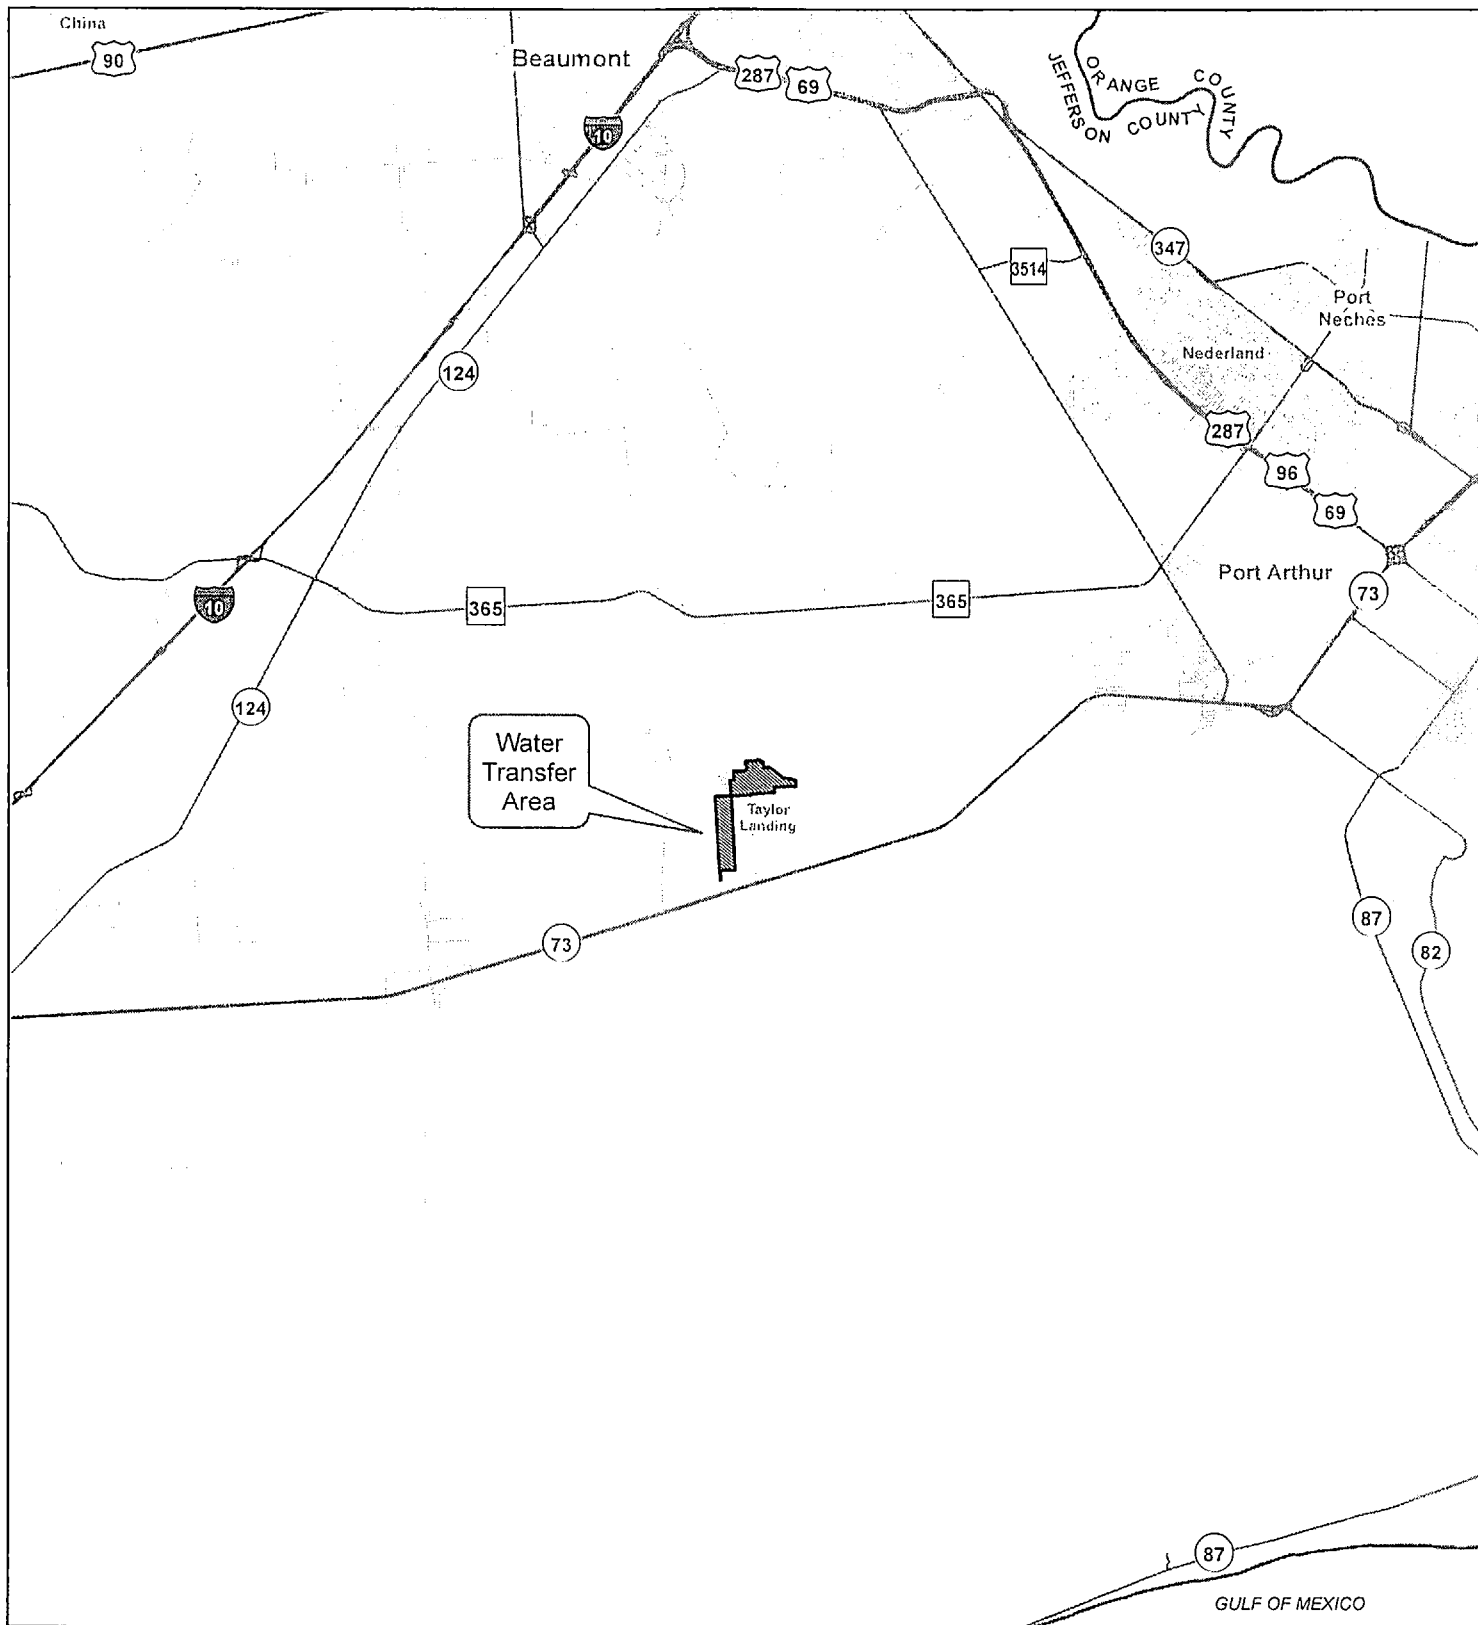 China
90
Beaumont
287
69
10
ORANGE COUNTY
JEFFERSON COUNTY
347
3514
Port
Neches
Nederland
124
287
96
69
Port Arthur
73
10
365
365
124
Water
Transfer
Area
Taylor
Landing
87
82
73
87
GULF OF MEXICO